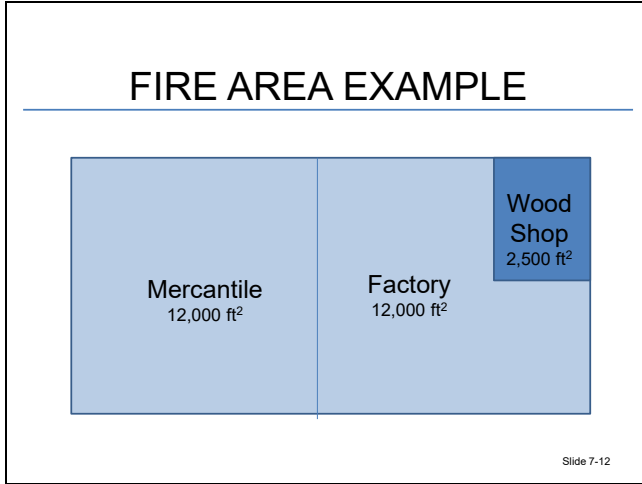 FIRE AREA EXAMPLE
Wood
Shop
2,500 ft²
Mercantile
12,000 ft²
Factory
12,000 ft²
Slide 7-12